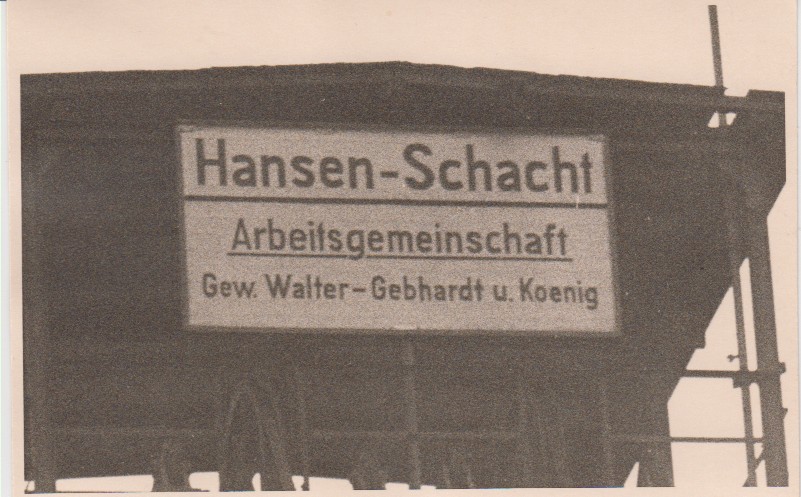 Hansen-Schacht
Arbeitsgemeinschaft
Gew. Walter-Gebhardt u. Koenig